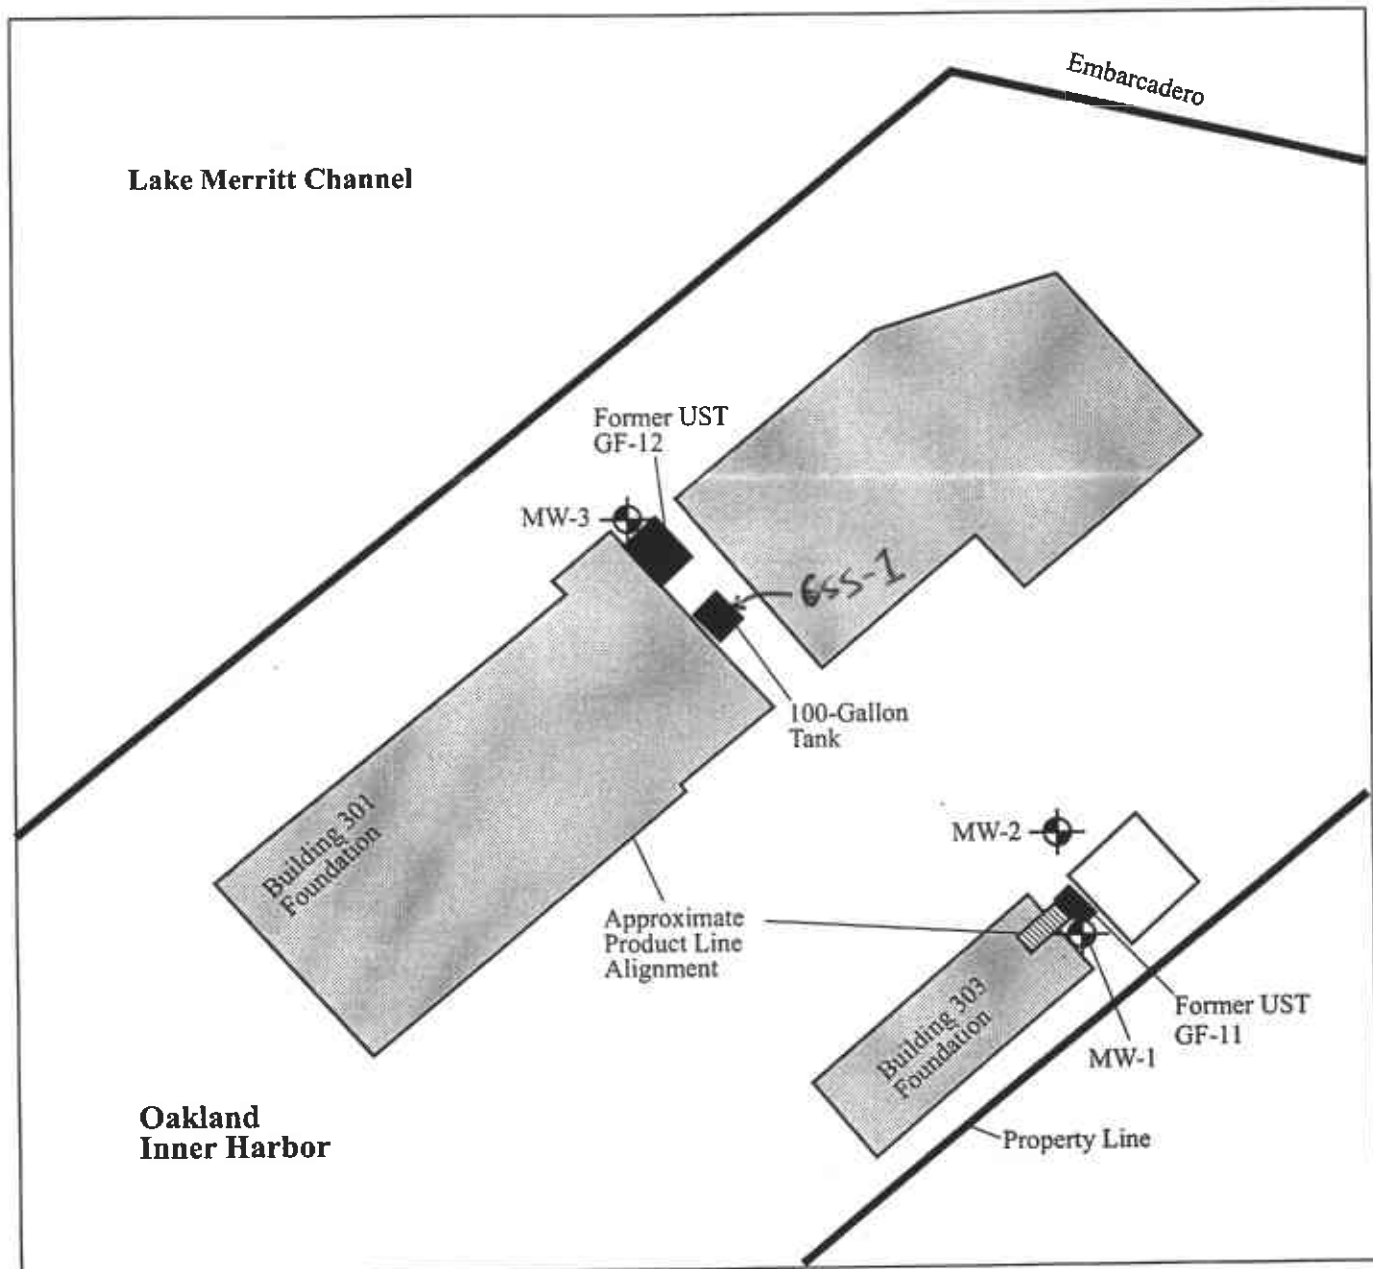 Embarcadero
Lake Merritt Channel
Former UST
GF-12
MW-3
6SS-1
100-Gallon
Tank
Building 301
Foundation
MW-2
Approximate
Product Line
Alignment
Building 303
Foundation
Former UST
GF-11
MW-1
Oakland
Inner Harbor
Property Line